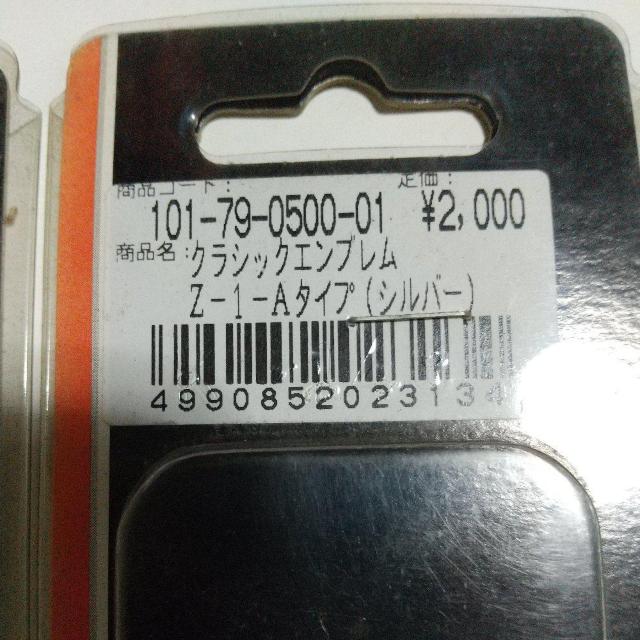 商品コード: 定価:
101-79-0500-01 ¥2,000
商品名:クラシックエンブレム
Z-1-Aタイプ(シルバー)
4990852023134